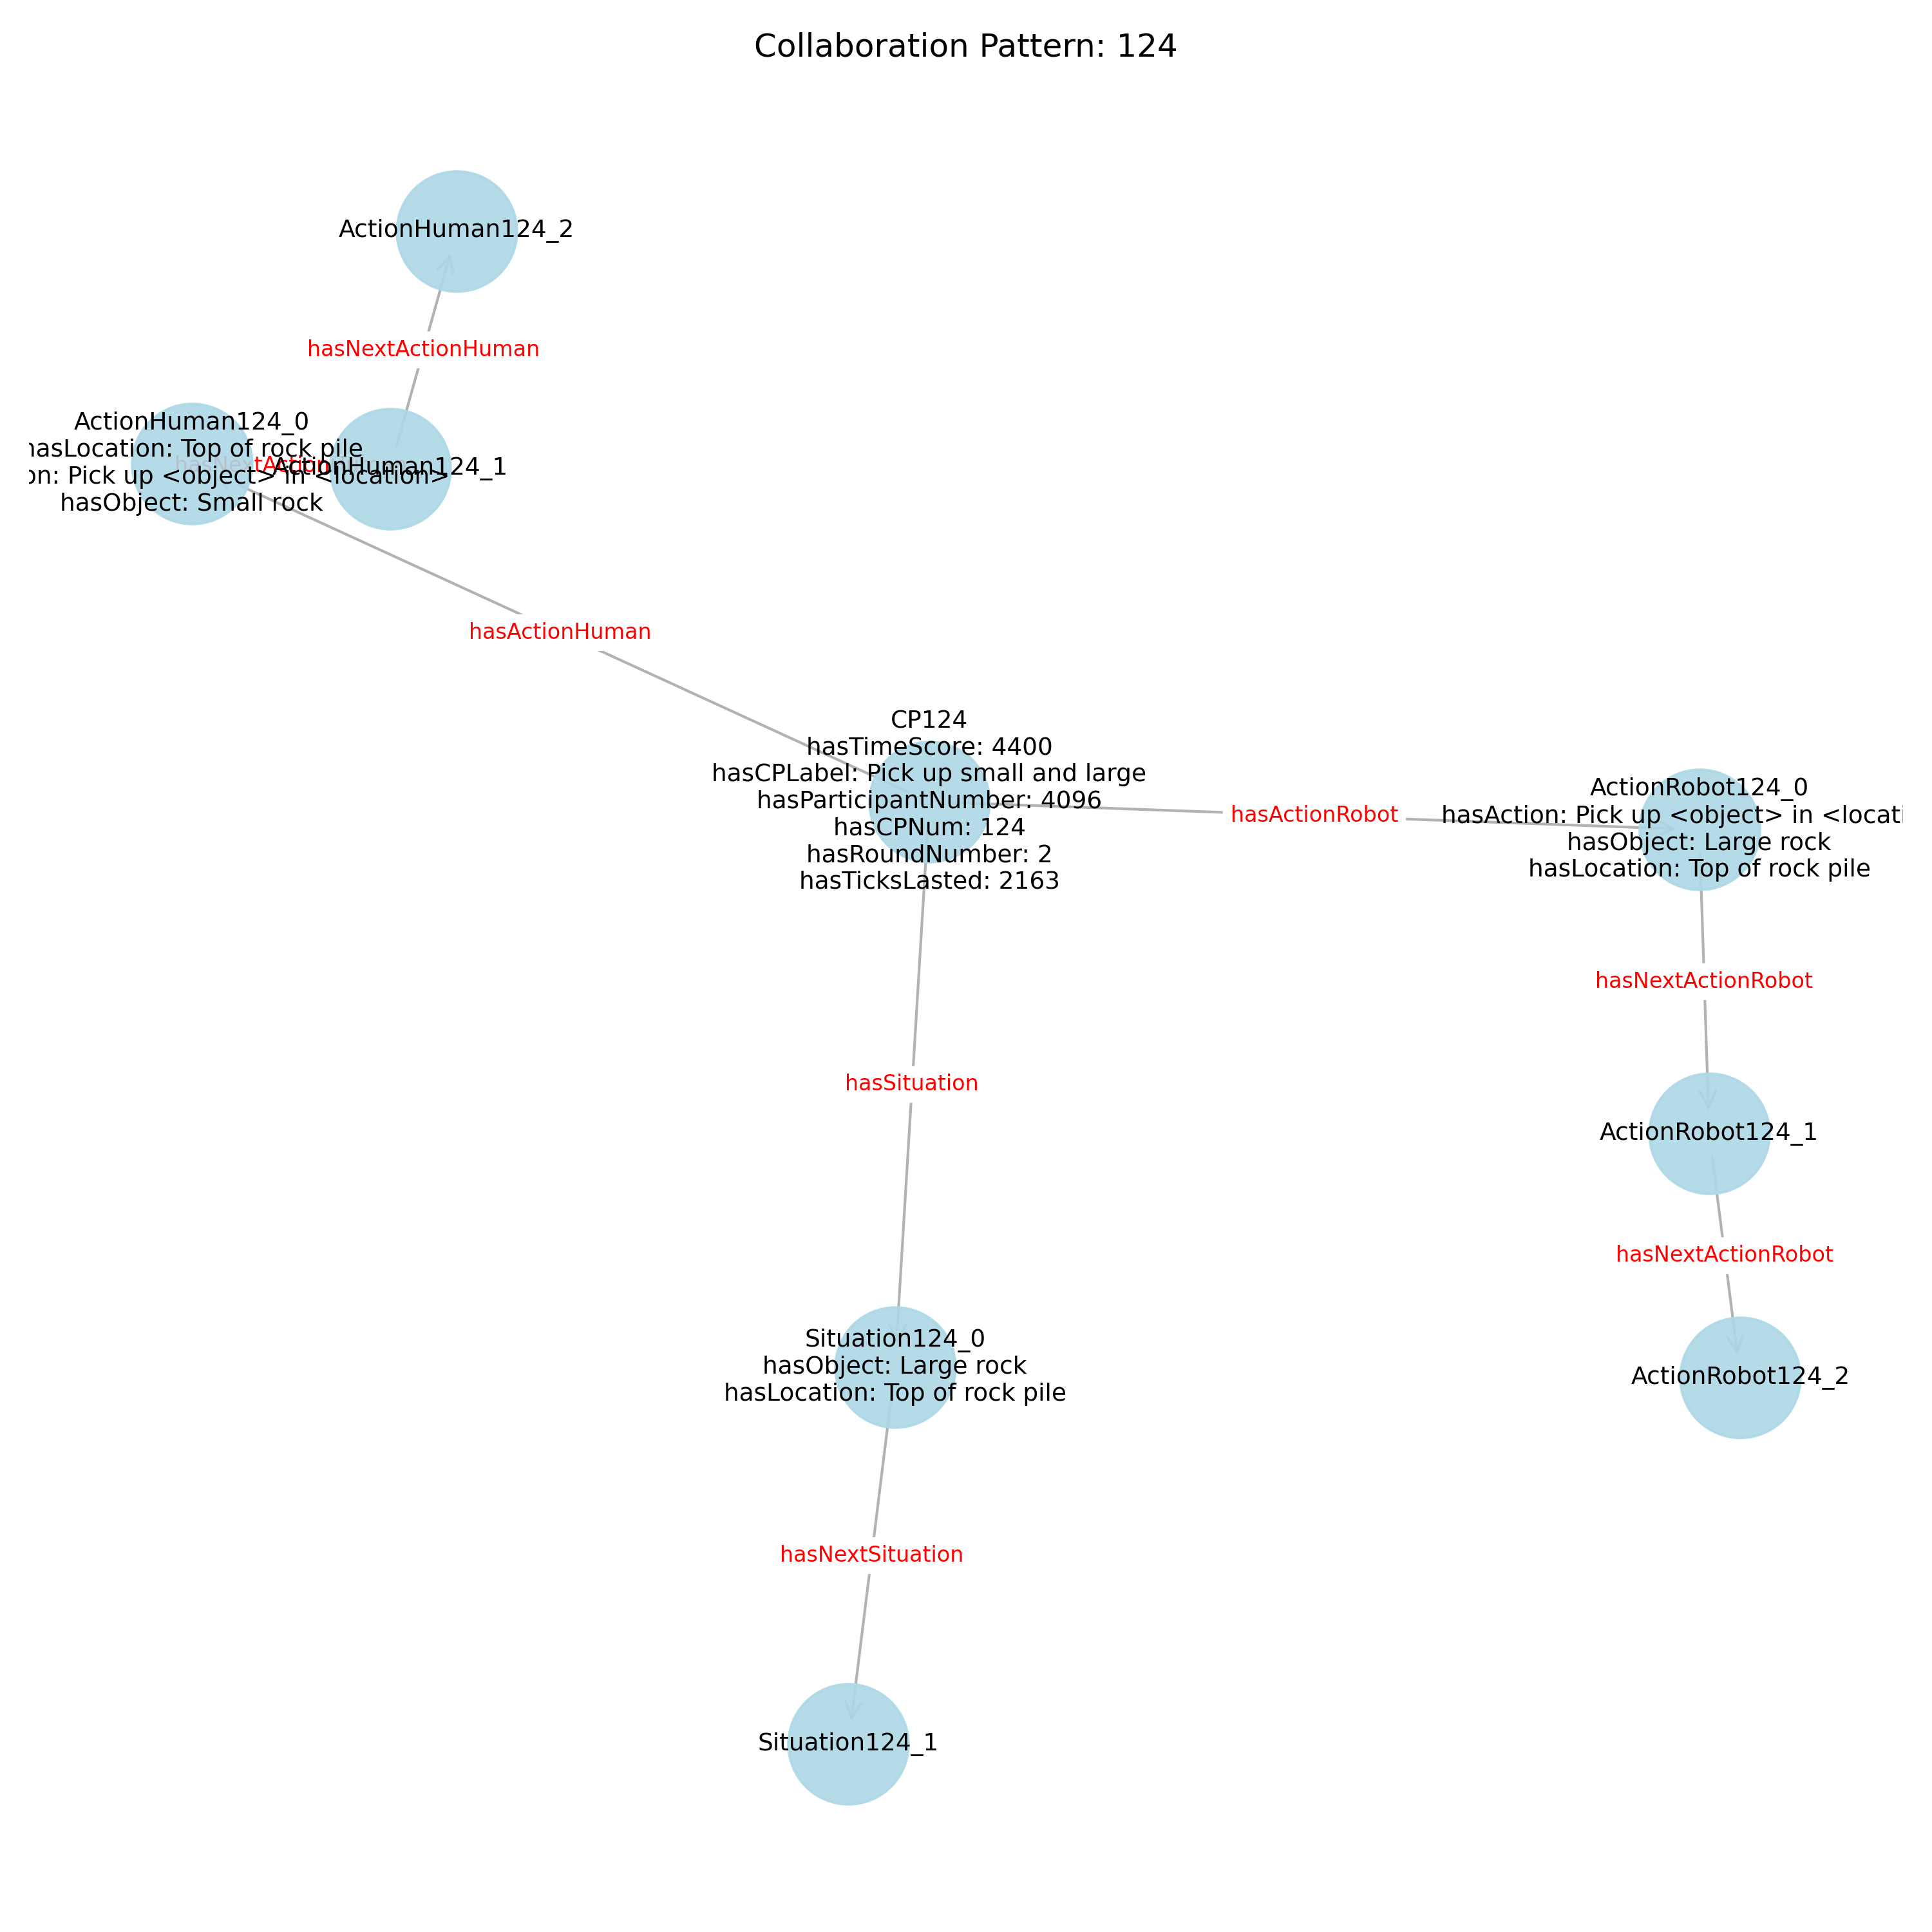 Collaboration Pattern: 124
ActionHuman124_2
hasNextActionHuman
ActionHuman124_0
hasLocation: Top of rock pile
on: Pick up <object> in <location>
hasObject: Small rock
ActionHuman124_1
hasActionHuman
CP124
hasTimeScore: 4400
hasCPLabel: Pick up small and large
hasParticipantNumber: 4096
hasCPNum: 124
hasRoundNumber: 2
hasTicksLasted: 2163
hasActionRobot
ActionRobot124_0
hasAction: Pick up <object> in <locati
hasObject: Large rock
hasLocation: Top of rock pile
hasNextActionRobot
ActionRobot124_1
hasNextActionRobot
ActionRobot124_2
hasSituation
Situation124_0
hasObject: Large rock
hasLocation: Top of rock pile
hasNextSituation
Situation124_1